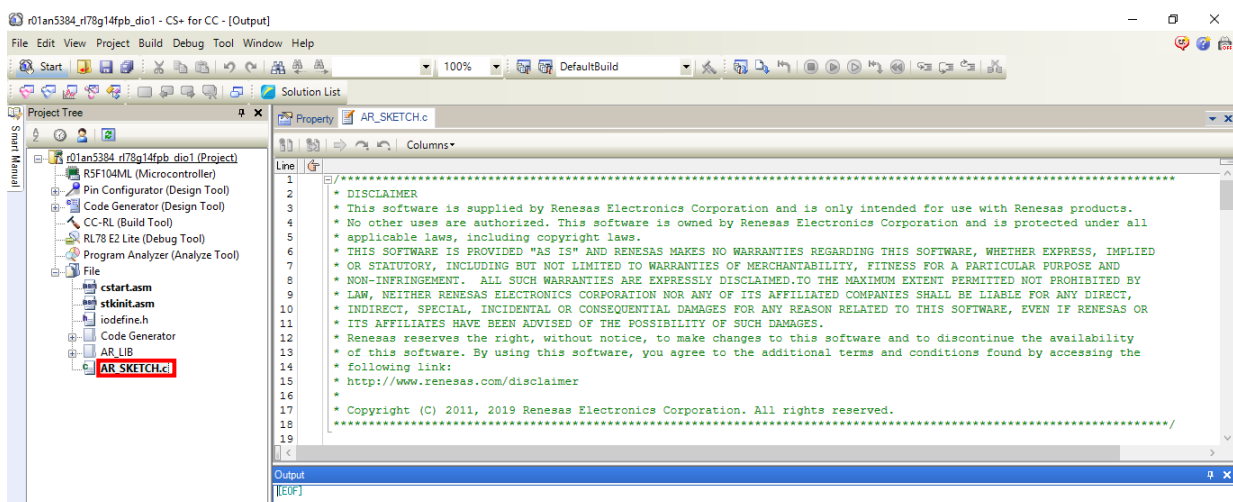 r01an5384_rl78g14fpb_dio1 - CS+ for CC - [Output]
File Edit View Project Build Debug Tool Window Help
Start 100% DefaultBuild
Solution List
Smart Manual
Project Tree
r01an5384_rl78g14fpb_dio1 (Project)
R5F104ML (Microcontroller)
Pin Configurator (Design Tool)
Code Generator (Design Tool)
CC-RL (Build Tool)
RL78 E2 Lite (Debug Tool)
Program Analyzer (Analyze Tool)
File
cstart.asm
stkinit.asm
iodefine.h
Code Generator
AR_LIB
AR_SKETCH.c
Property AR_SKETCH.c
Columns
Line
1 /***********************************************************************************************************************
2 * DISCLAIMER
3 * This software is supplied by Renesas Electronics Corporation and is only intended for use with Renesas products.
4 * No other uses are authorized. This software is owned by Renesas Electronics Corporation and is protected under all
5 * applicable laws, including copyright laws.
6 * THIS SOFTWARE IS PROVIDED "AS IS" AND RENESAS MAKES NO WARRANTIES REGARDING THIS SOFTWARE, WHETHER EXPRESS, IMPLIED
7 * OR STATUTORY, INCLUDING BUT NOT LIMITED TO WARRANTIES OF MERCHANTABILITY, FITNESS FOR A PARTICULAR PURPOSE AND
8 * NON-INFRINGEMENT.  ALL SUCH WARRANTIES ARE EXPRESSLY DISCLAIMED.TO THE MAXIMUM EXTENT PERMITTED NOT PROHIBITED BY
9 * LAW, NEITHER RENESAS ELECTRONICS CORPORATION NOR ANY OF ITS AFFILIATED COMPANIES SHALL BE LIABLE FOR ANY DIRECT,
10 * INDIRECT, SPECIAL, INCIDENTAL OR CONSEQUENTIAL DAMAGES FOR ANY REASON RELATED TO THIS SOFTWARE, EVEN IF RENESAS OR
11 * ITS AFFILIATES HAVE BEEN ADVISED OF THE POSSIBILITY OF SUCH DAMAGES.
12 * Renesas reserves the right, without notice, to make changes to this software and to discontinue the availability
13 * of this software. By using this software, you agree to the additional terms and conditions found by accessing the
14 * following link:
15 * http://www.renesas.com/disclaimer
16 *
17 * Copyright (C) 2011, 2019 Renesas Electronics Corporation. All rights reserved.
18 ***********************************************************************************************************************/
19
Output
[EOF]